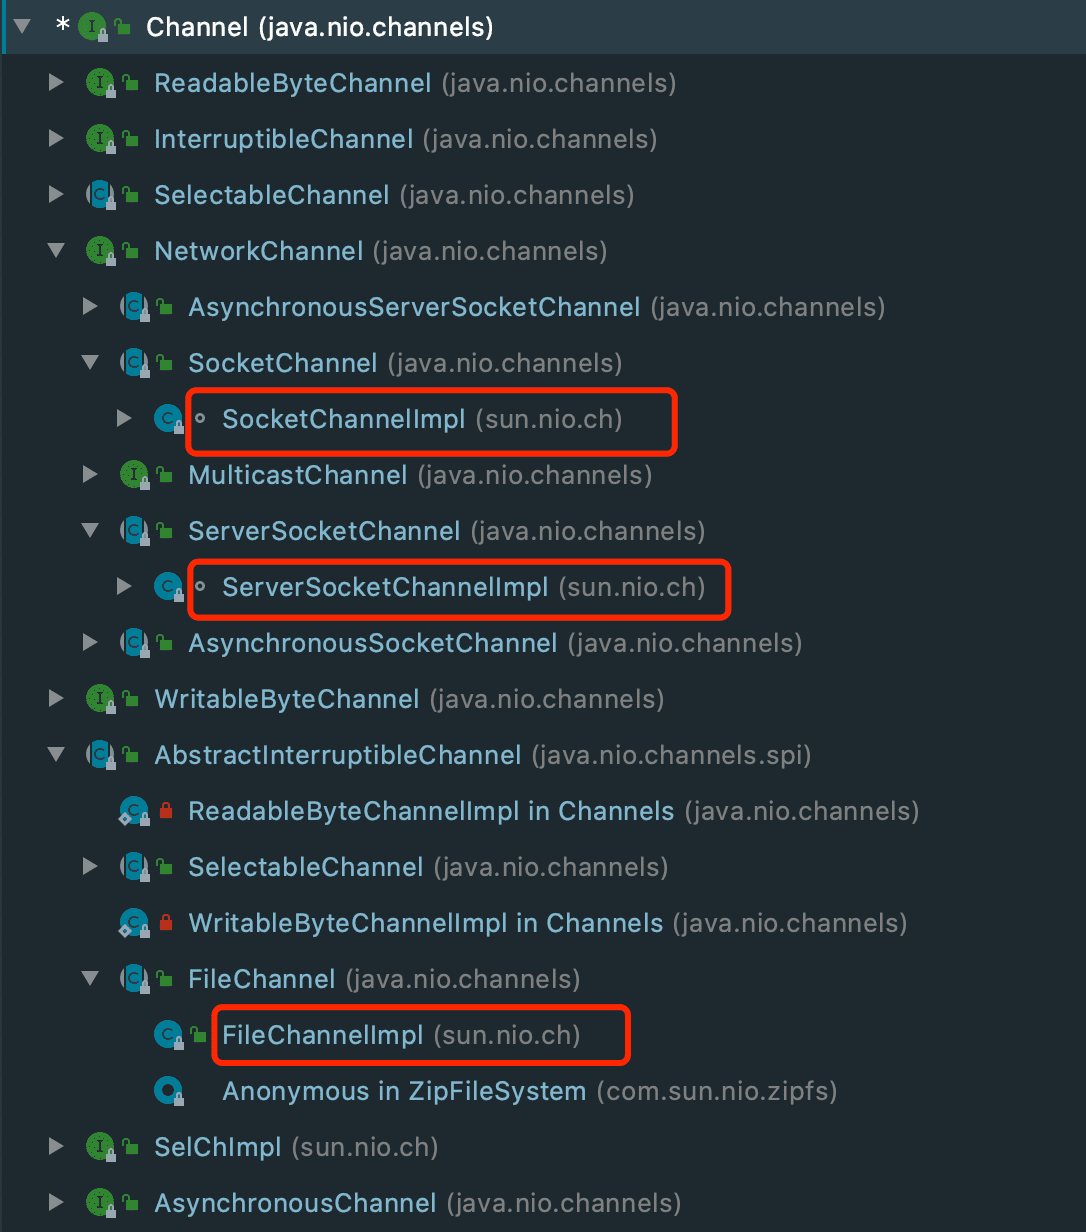 * Channel (java.nio.channels)
ReadableByteChannel (java.nio.channels)
InterruptibleChannel (java.nio.channels)
SelectableChannel (java.nio.channels)
NetworkChannel (java.nio.channels)
AsynchronousServerSocketChannel (java.nio.channels)
SocketChannel (java.nio.channels)
SocketChannelImpl (sun.nio.ch)
MulticastChannel (java.nio.channels)
ServerSocketChannel (java.nio.channels)
ServerSocketChannelImpl (sun.nio.ch)
AsynchronousSocketChannel (java.nio.channels)
WritableByteChannel (java.nio.channels)
AbstractInterruptibleChannel (java.nio.channels.spi)
ReadableByteChannelImpl in Channels (java.nio.channels)
SelectableChannel (java.nio.channels)
WritableByteChannelImpl in Channels (java.nio.channels)
FileChannel (java.nio.channels)
FileChannelImpl (sun.nio.ch)
Anonymous in ZipFileSystem (com.sun.nio.zipfs)
SelChImpl (sun.nio.ch)
AsynchronousChannel (java.nio.channels)